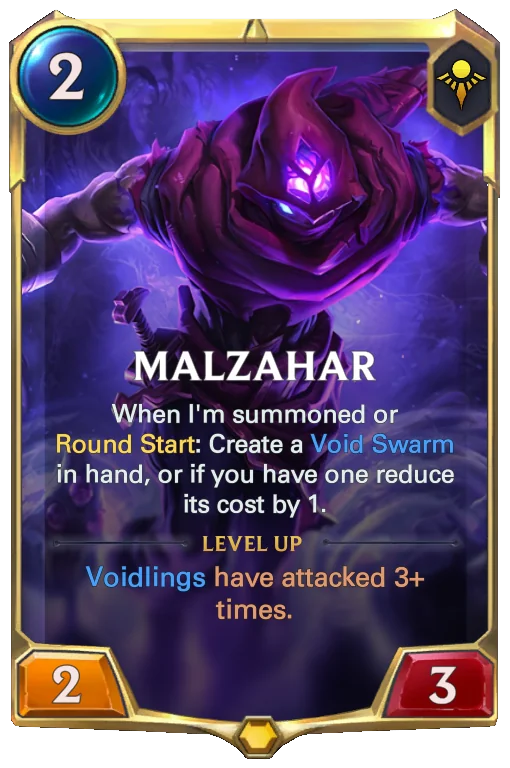 2
MALZAHAR
When I'm summoned or
Round Start: Create a Void Swarm
in hand, or if you have one reduce
its cost by 1.
LEVEL UP
Voidlings have attacked 3+
times.
2
3